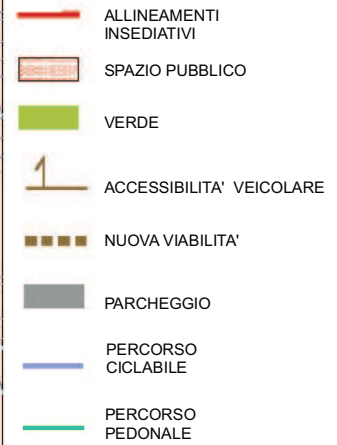 ALLINEAMENTI
INSEDIATIVI
SPAZIO PUBBLICO
VERDE
ACCESSIBILITA' VEICOLARE
NUOVA VIABILITA'
PARCHEGGIO
PERCORSO
CICLABILE
PERCORSO
PEDONALE